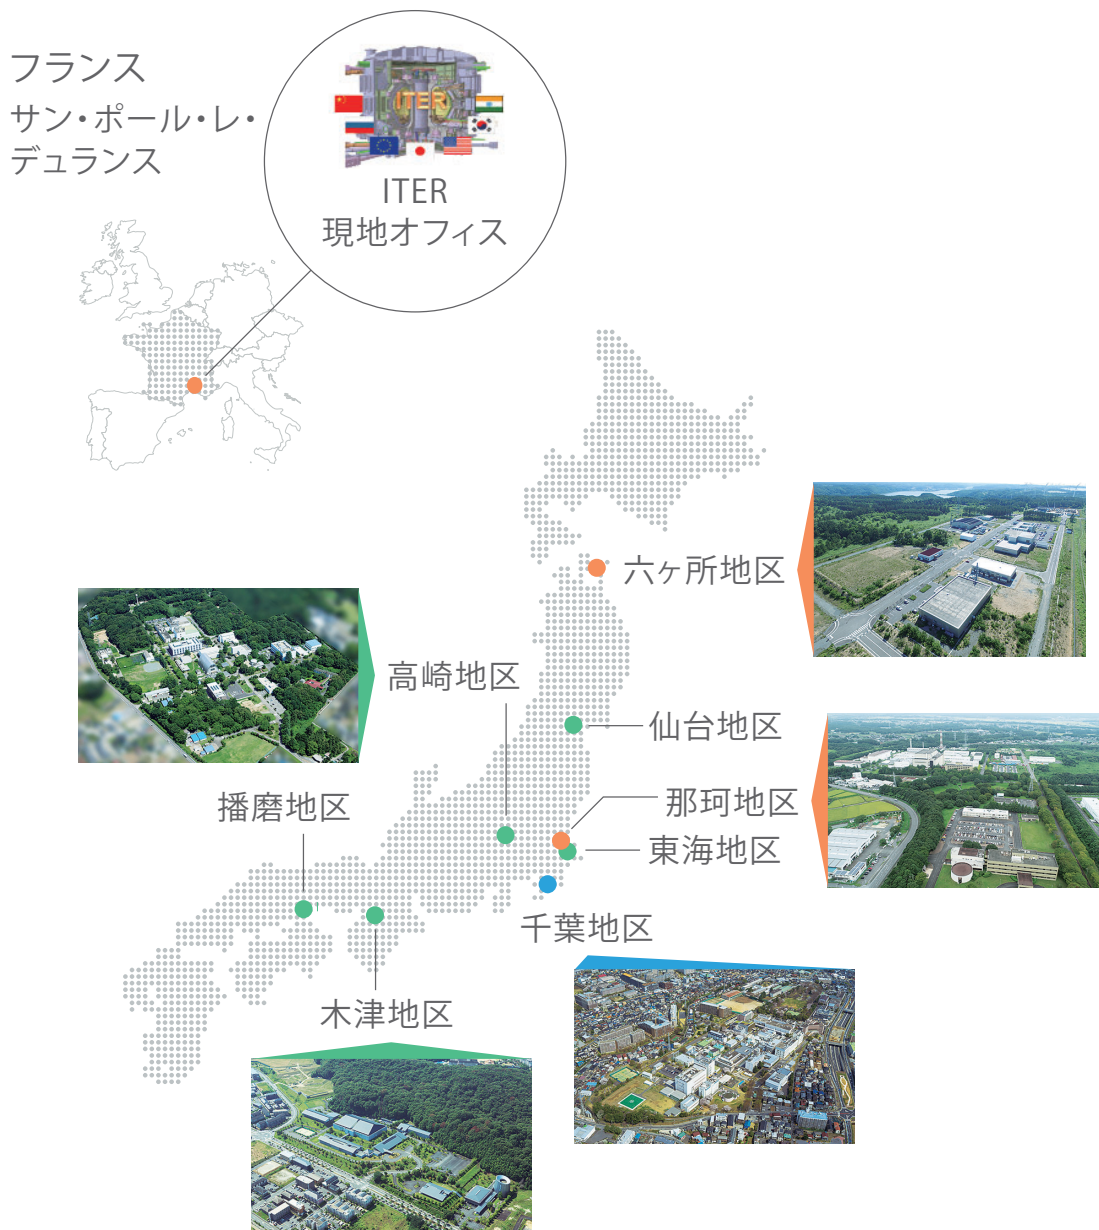 フランス
サン・ポール・レ・
デュランス
ITER
ITER
現地オフィス
六ヶ所地区
高崎地区
仙台地区
播磨地区
那珂地区
東海地区
千葉地区
木津地区